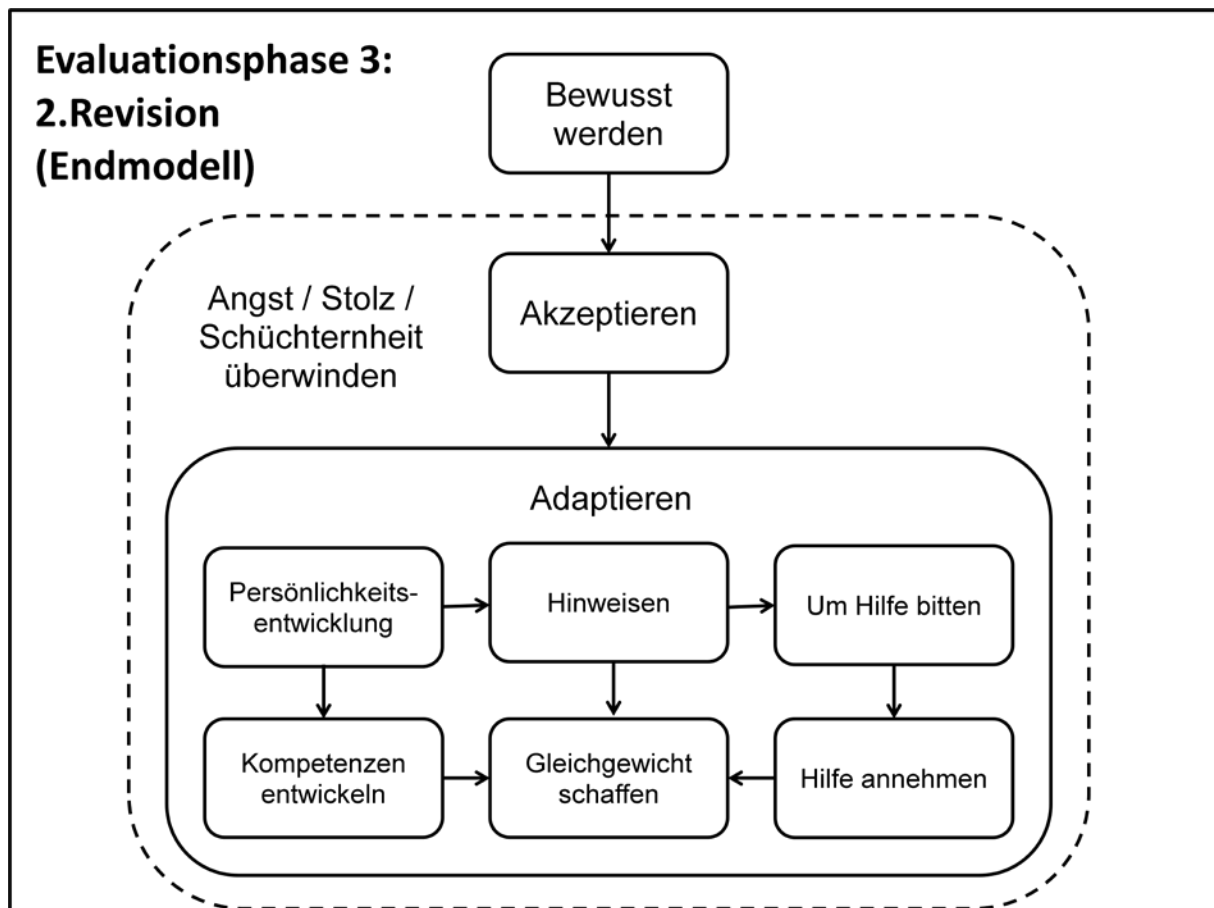 Evaluationsphase 3:
2.Revision
(Endmodell)
Bewusst
werden
Angst / Stolz /
Schüchternheit
überwinden
Akzeptieren
Adaptieren
Persönlichkeits-
entwicklung
Hinweisen
Um Hilfe bitten
Kompetenzen
entwickeln
Gleichgewicht
schaffen
Hilfe annehmen